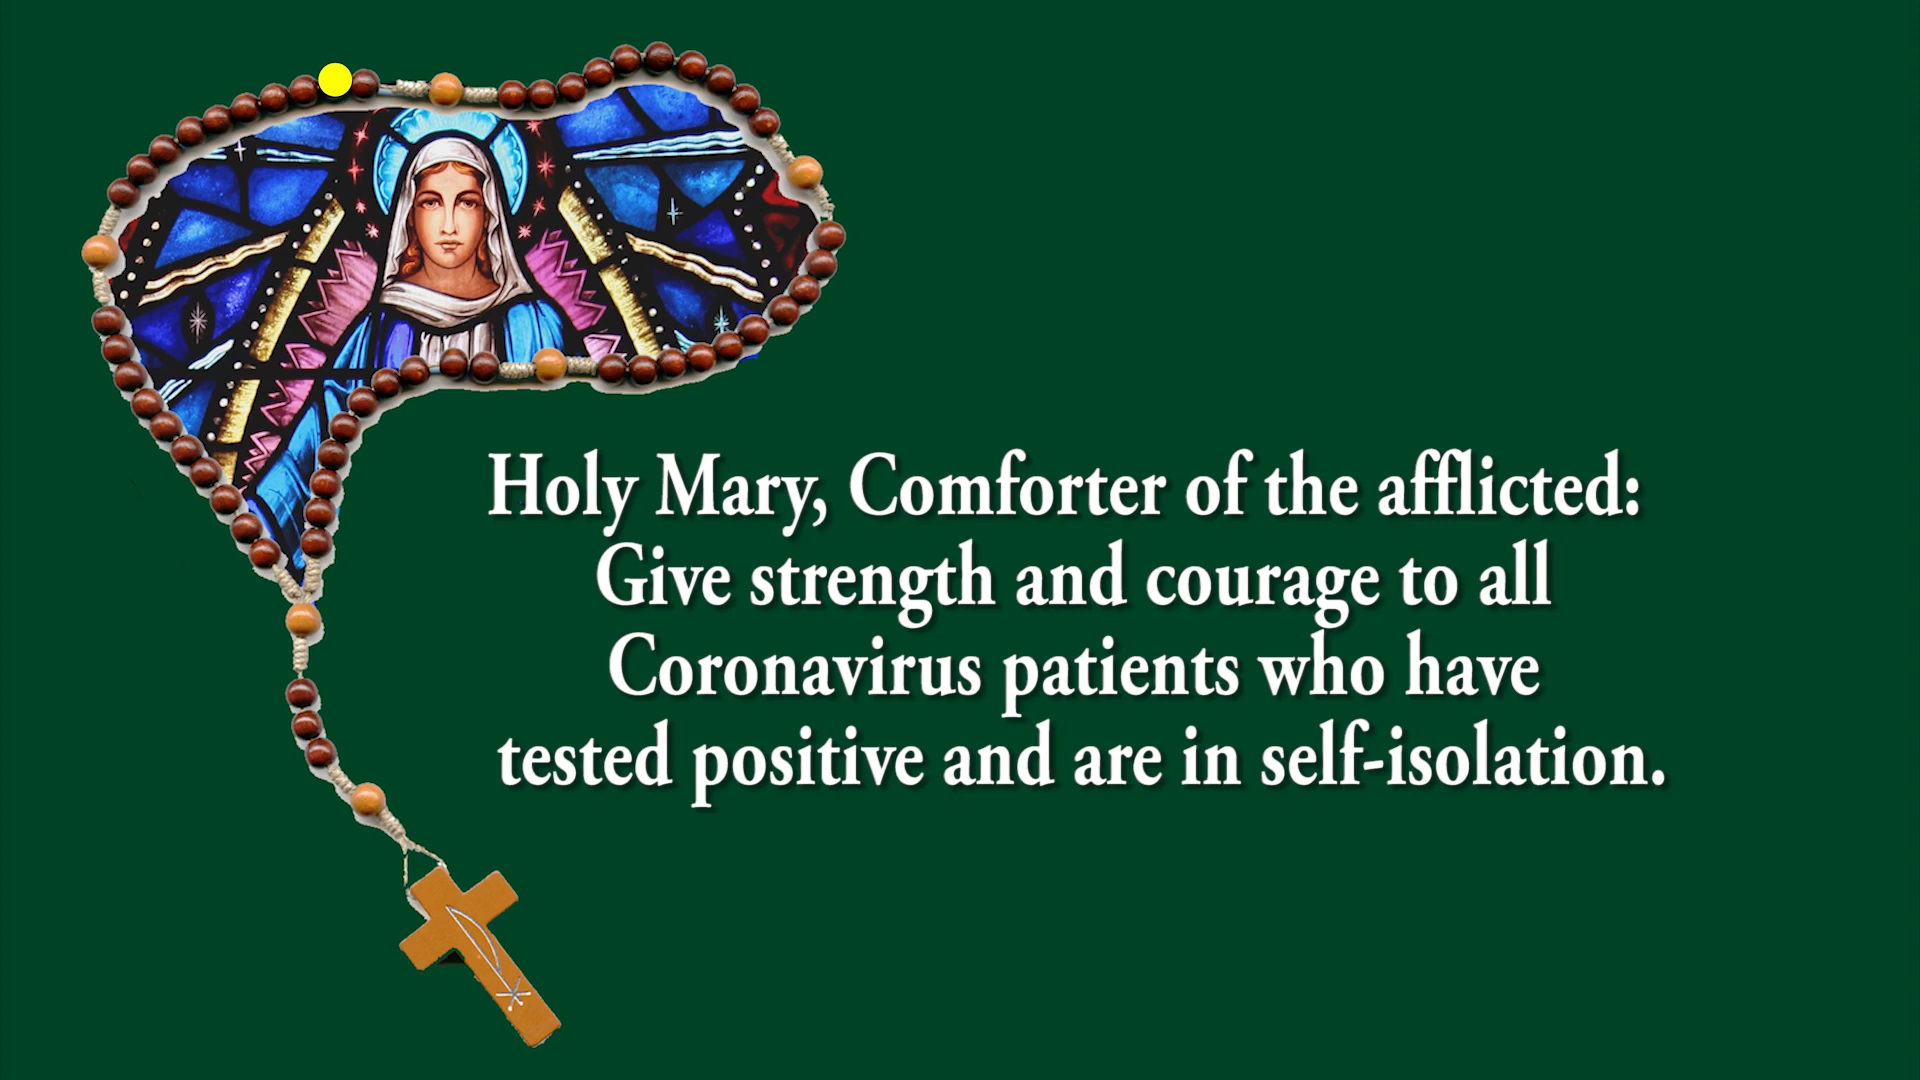 Holy Mary, Comforter of the afflicted:
Give strength and courage to all
Coronavirus patients who have
tested positive and are in self-isolation.